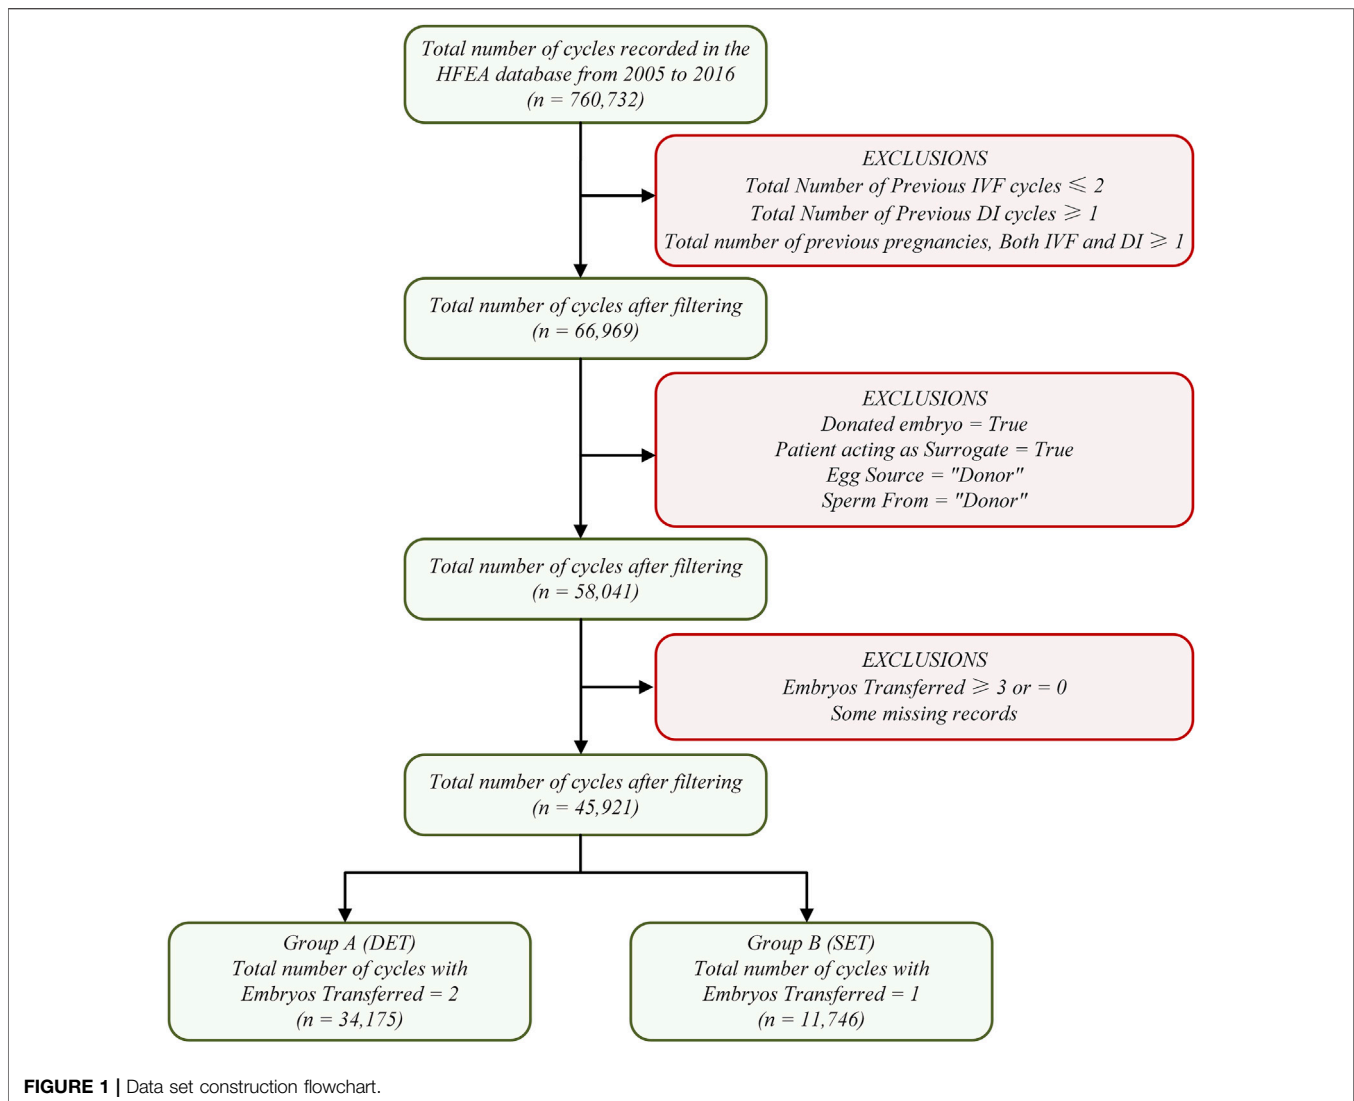 Total number of cycles recorded in the
HFEA database from 2005 to 2016
(n = 760,732)
EXCLUSIONS
Total Number of Previous IVF cycles ⩽ 2
Total Number of Previous DI cycles ⩾ 1
Total number of previous pregnancies, Both IVF and DI ⩾ 1
Total number of cycles after filtering
(n = 66,969)
EXCLUSIONS
Donated embryo = True
Patient acting as Surrogate = True
Egg Source = "Donor"
Sperm From = "Donor"
Total number of cycles after filtering
(n = 58,041)
EXCLUSIONS
Embryos Transferred ⩾ 3 or = 0
Some missing records
Total number of cycles after filtering
(n = 45,921)
Group A (DET)
Total number of cycles with
Embryos Transferred = 2
(n = 34,175)
Group B (SET)
Total number of cycles with
Embryos Transferred = 1
(n = 11,746)
FIGURE 1 | Data set construction flowchart.